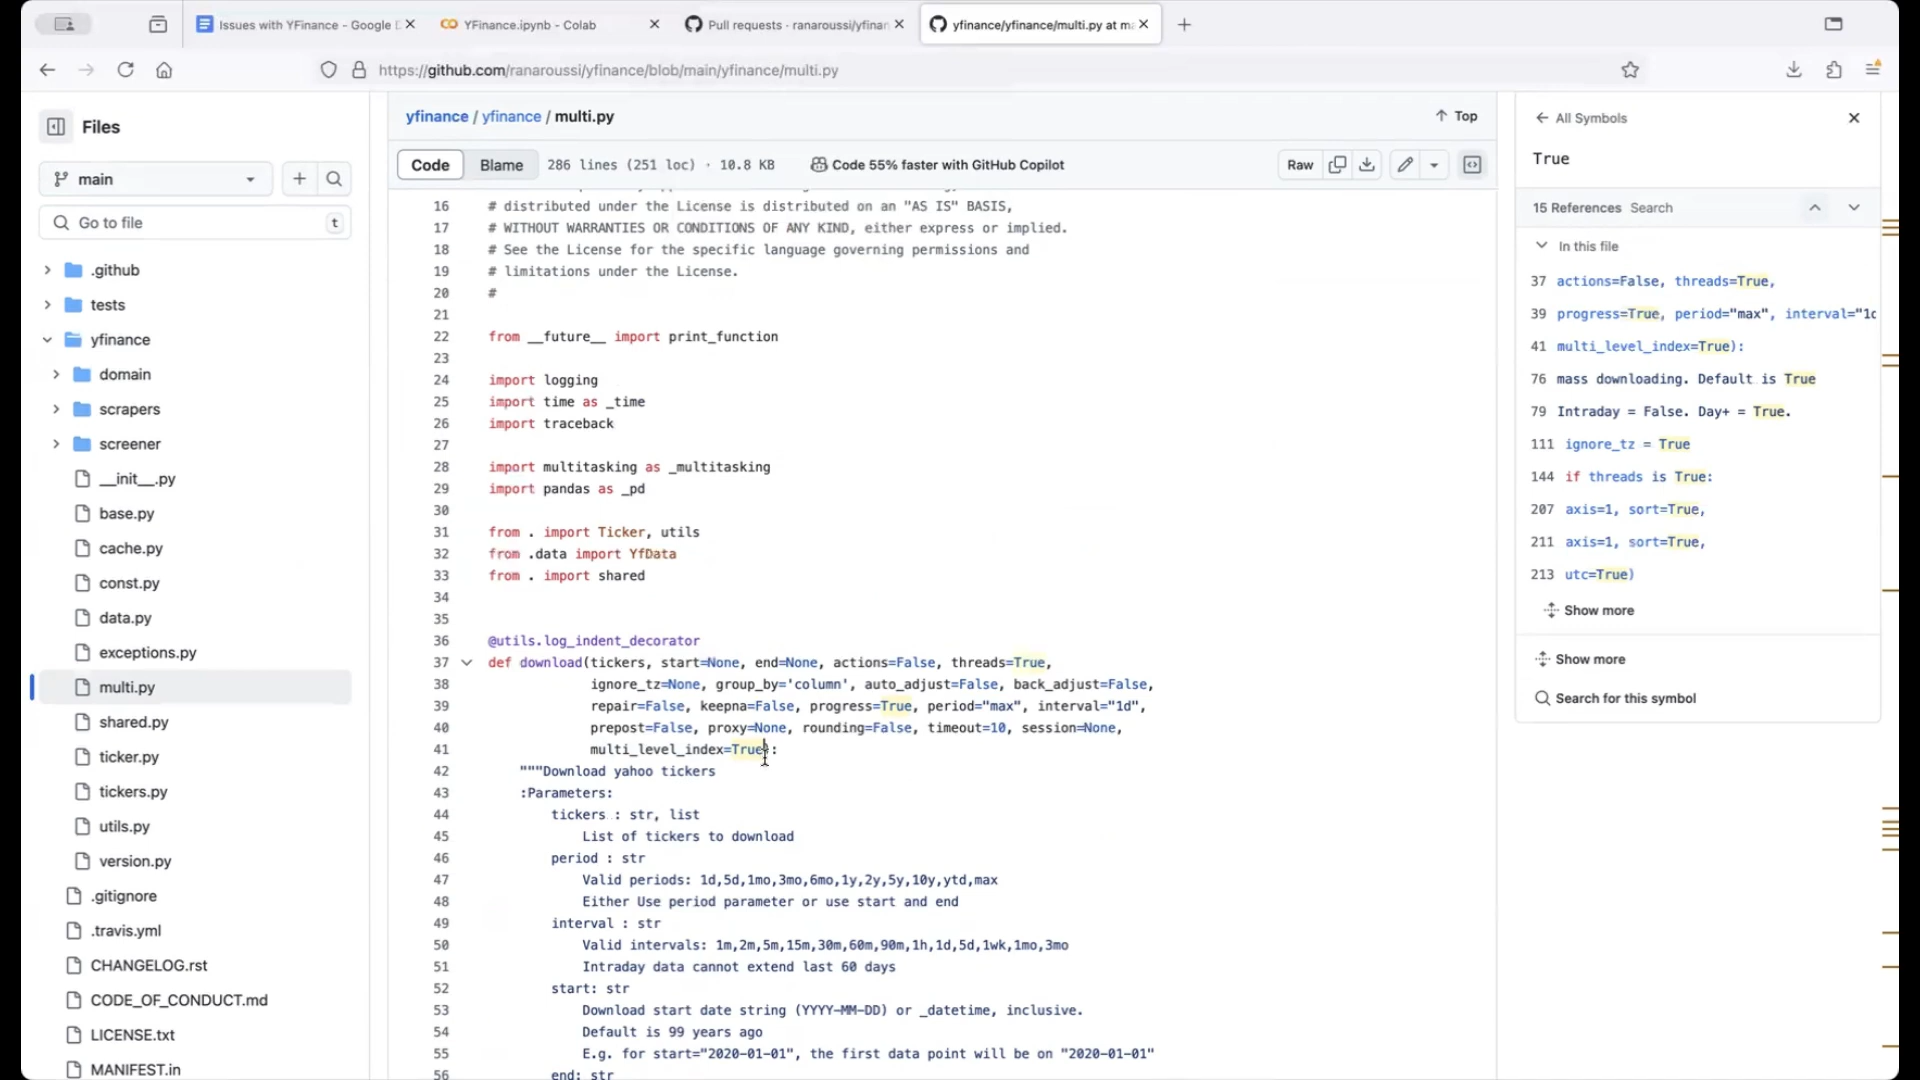 Issues with YFinance - Google D
YFinance.ipynb - Colab
Pull requests · ranaroussi/yfinan
yfinance/yfinance/multi.py at ma
https://github.com/ranaroussi/yfinance/blob/main/yfinance/multi.py
Files
main
Go to file
t
.github
tests
yfinance
domain
scrapers
screener
__init__.py
base.py
cache.py
const.py
data.py
exceptions.py
multi.py
shared.py
ticker.py
tickers.py
utils.py
version.py
.gitignore
.travis.yml
CHANGELOG.rst
CODE_OF_CONDUCT.md
LICENSE.txt
MANIFEST.in
yfinance / yfinance / multi.py
Top
Code
Blame
286 lines (251 loc) · 10.8 KB
Code 55% faster with GitHub Copilot
Raw
16 # distributed under the License is distributed on an "AS IS" BASIS,
17 # WITHOUT WARRANTIES OR CONDITIONS OF ANY KIND, either express or implied.
18 # See the License for the specific language governing permissions and
19 # limitations under the License.
20 #
21
22 from __future__ import print_function
23
24 import logging
25 import time as _time
26 import traceback
27
28 import multitasking as _multitasking
29 import pandas as _pd
30
31 from . import Ticker, utils
32 from .data import YfData
33 from . import shared
34
35
36 @utils.log_indent_decorator
37 def download(tickers, start=None, end=None, actions=False, threads=True,
38 ignore_tz=None, group_by='column', auto_adjust=False, back_adjust=False,
39 repair=False, keepna=False, progress=True, period="max", interval="1d",
40 prepost=False, proxy=None, rounding=False, timeout=10, session=None,
41 multi_level_index=True):
42 """Download yahoo tickers
43 :Parameters:
44 tickers : str, list
45 List of tickers to download
46 period : str
47 Valid periods: 1d,5d,1mo,3mo,6mo,1y,2y,5y,10y,ytd,max
48 Either Use period parameter or use start and end
49 interval : str
50 Valid intervals: 1m,2m,5m,15m,30m,60m,90m,1h,1d,5d,1wk,1mo,3mo
51 Intraday data cannot extend last 60 days
52 start: str
53 Download start date string (YYYY-MM-DD) or _datetime, inclusive.
54 Default is 99 years ago
55 E.g. for start="2020-01-01", the first data point will be on "2020-01-01"
56 end: str
All Symbols
True
15 References Search
In this file
37 actions=False, threads=True,
39 progress=True, period="max", interval="1d
41 multi_level_index=True):
76 mass downloading. Default is True
79 Intraday = False. Day+ = True.
111 ignore_tz = True
144 if threads is True:
207 axis=1, sort=True,
211 axis=1, sort=True,
213 utc=True)
Show more
Show more
Search for this symbol